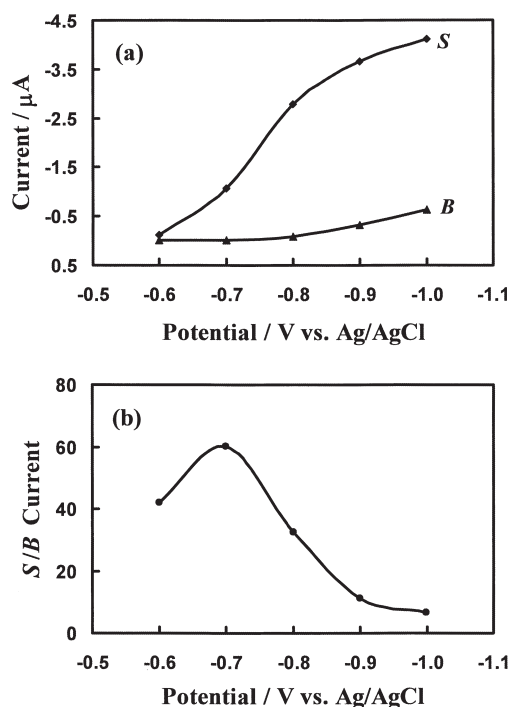 (a)
Current / µA
-4.5
-3.5
-2.5
-1.5
-0.5
0.5
S
B
-0.5 -0.6 -0.7 -0.8 -0.9 -1.0 -1.1
Potential / V vs. Ag/AgCl
(b)
S/B Current
80
60
40
20
0
-0.5 -0.6 -0.7 -0.8 -0.9 -1.0 -1.1
Potential / V vs. Ag/AgCl